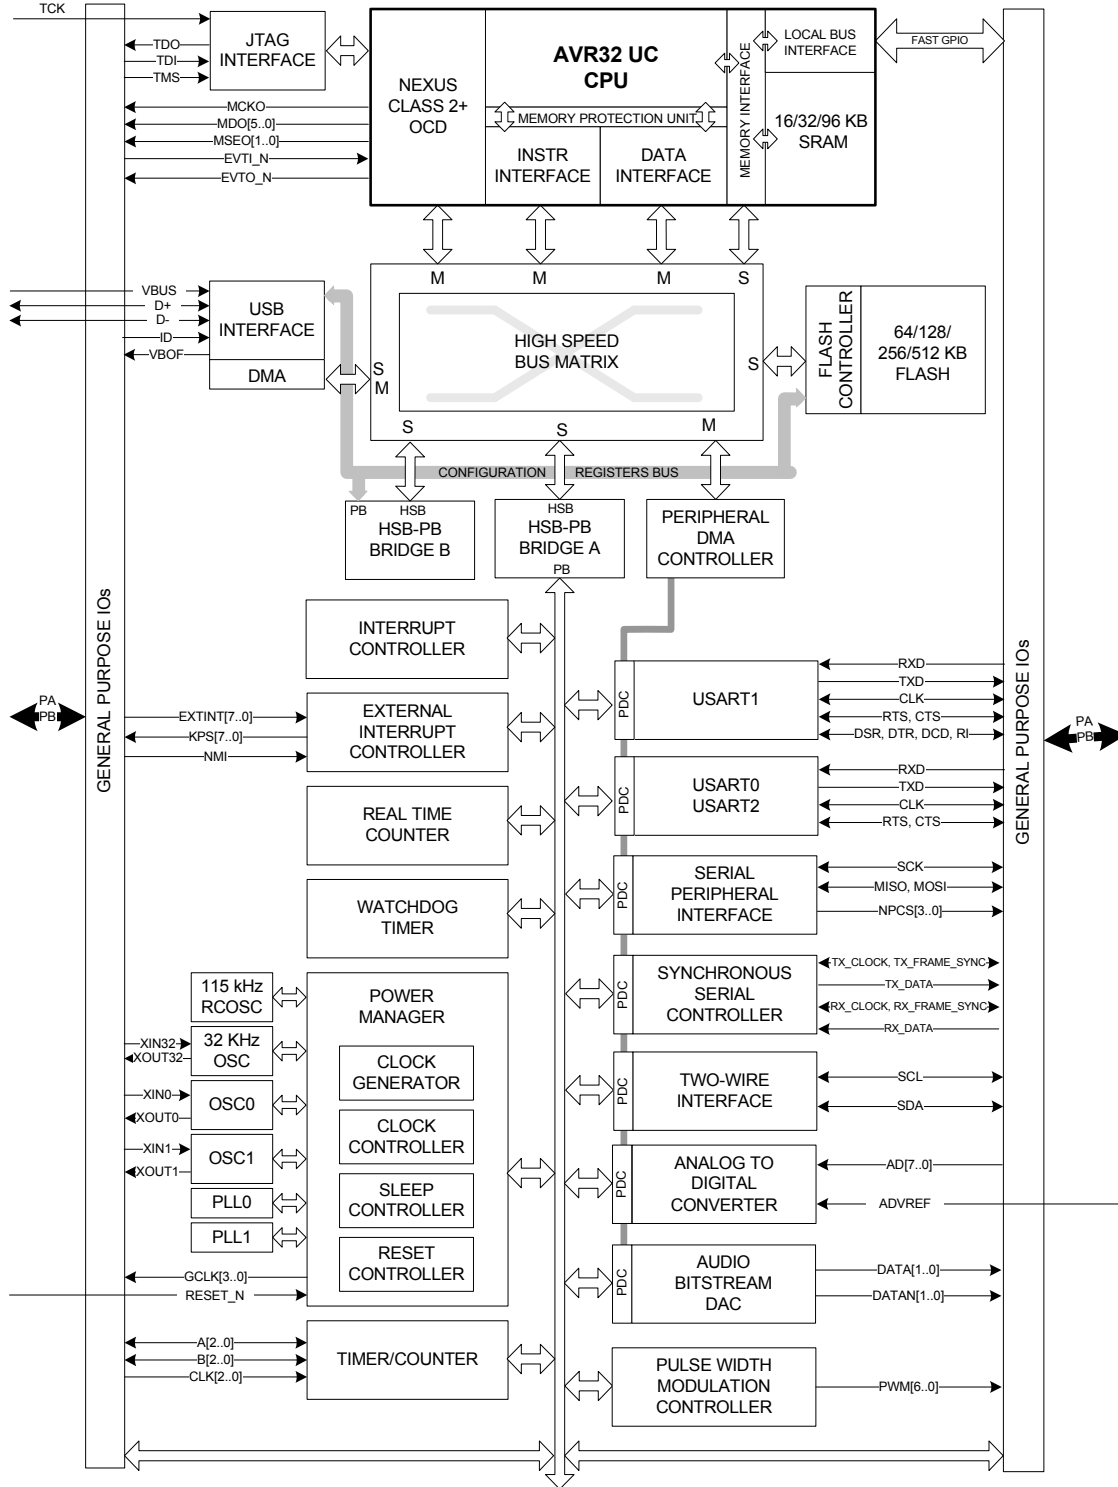 TCK
JTAG
INTERFACE
TDO
TDI
TMS
MCKO
MDO[5..0]
MSEO[1..0]
EVTI_N
EVTO_N
NEXUS
CLASS 2+
OCD
AVR32 UC
CPU
MEMORY PROTECTION UNIT
INSTR
INTERFACE
DATA
INTERFACE
MEMORY INTERFACE
LOCAL BUS
INTERFACE
16/32/96 KB
SRAM
FAST GPIO
M
M
M
S
VBUS
D+
D-
ID
VBOF
USB
INTERFACE
DMA
S
M
HIGH SPEED
BUS MATRIX
S
FLASH
CONTROLLER
64/128/
256/512 KB
FLASH
S
S
M
CONFIGURATION
REGISTERS BUS
PB
HSB
HSB-PB
BRIDGE B
HSB
HSB-PB
BRIDGE A
PB
PERIPHERAL
DMA
CONTROLLER
GENERAL PURPOSE IOs
PA
PB
INTERRUPT
CONTROLLER
EXTINT[7..0]
KPS[7..0]
NMI
EXTERNAL
INTERRUPT
CONTROLLER
REAL TIME
COUNTER
WATCHDOG
TIMER
115 kHz
RCOSC
XIN32
XOUT32
32 KHz
OSC
XIN0
XOUT0
OSC0
XIN1
XOUT1
OSC1
PLL0
PLL1
GCLK[3..0]
RESET_N
POWER
MANAGER
CLOCK
GENERATOR
CLOCK
CONTROLLER
SLEEP
CONTROLLER
RESET
CONTROLLER
A[2..0]
B[2..0]
CLK[2..0]
TIMER/COUNTER
PDC
USART1
RXD
TXD
CLK
RTS, CTS
DSR, DTR, DCD, RI
PDC
USART0
USART2
RXD
TXD
CLK
RTS, CTS
PDC
SERIAL
PERIPHERAL
INTERFACE
SCK
MISO, MOSI
NPCS[3..0]
PDC
SYNCHRONOUS
SERIAL
CONTROLLER
TX_CLOCK, TX_FRAME_SYNC
TX_DATA
RX_CLOCK, RX_FRAME_SYNC
RX_DATA
PDC
TWO-WIRE
INTERFACE
SCL
SDA
PDC
ANALOG TO
DIGITAL
CONVERTER
AD[7..0]
ADVREF
PDC
AUDIO
BITSTREAM
DAC
DATA[1..0]
DATAN[1..0]
PULSE WIDTH
MODULATION
CONTROLLER
PWM[6..0]
GENERAL PURPOSE IOs
PA
PB